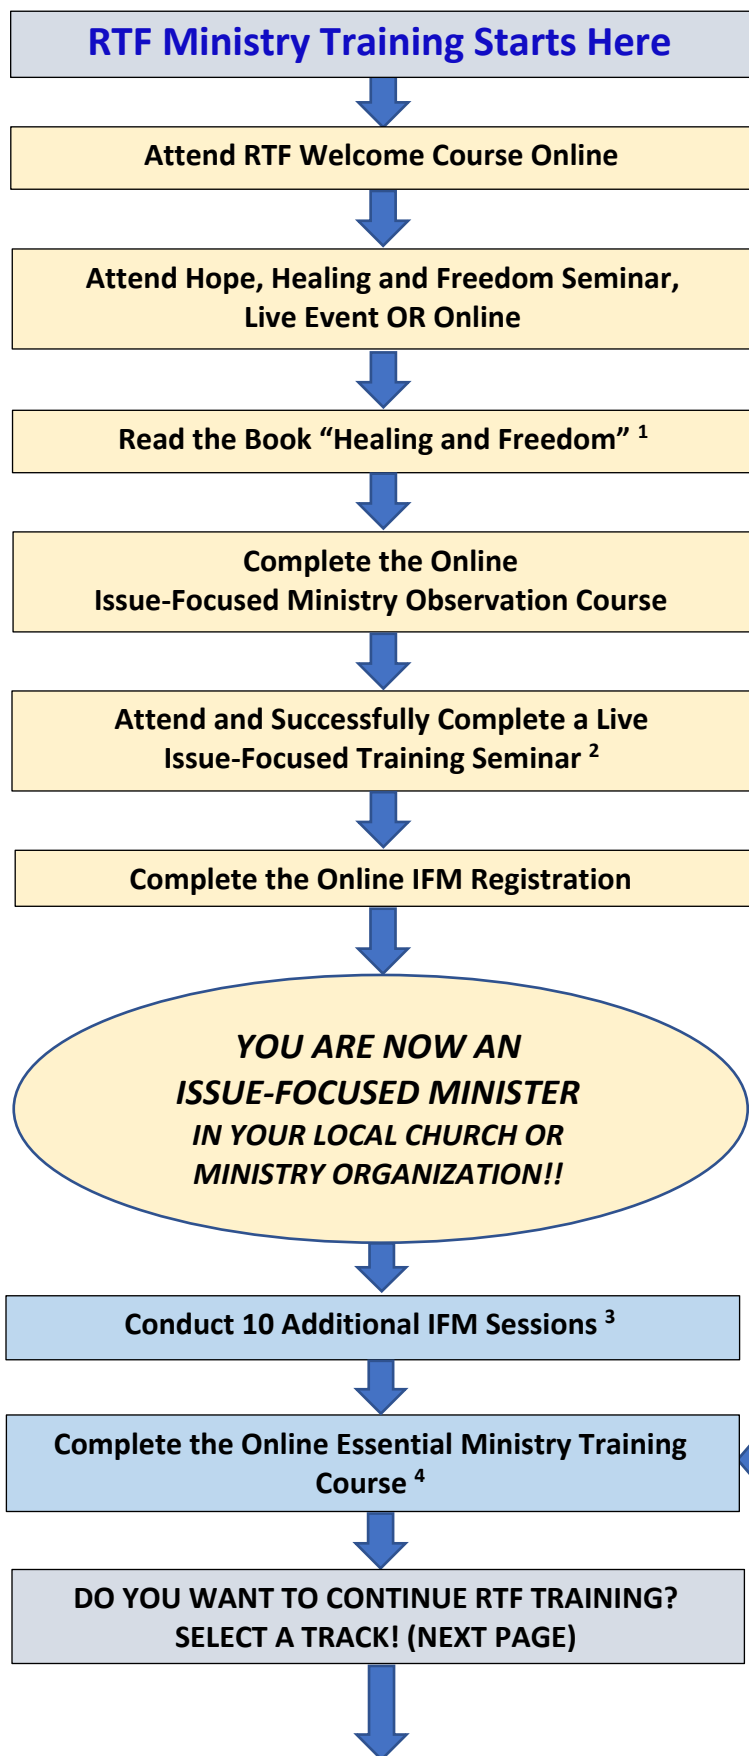 RTF Ministry Training Starts Here
Attend RTF Welcome Course Online
Attend Hope, Healing and Freedom Seminar,
Live Event OR Online
Read the Book “Healing and Freedom” ¹
Complete the Online
Issue-Focused Ministry Observation Course
Attend and Successfully Complete a Live
Issue-Focused Training Seminar ²
Complete the Online IFM Registration
YOU ARE NOW AN
ISSUE-FOCUSED MINISTER
IN YOUR LOCAL CHURCH OR
MINISTRY ORGANIZATION!!
Conduct 10 Additional IFM Sessions ³
Complete the Online Essential Ministry Training
Course ⁴
DO YOU WANT TO CONTINUE RTF TRAINING?
SELECT A TRACK! (NEXT PAGE)